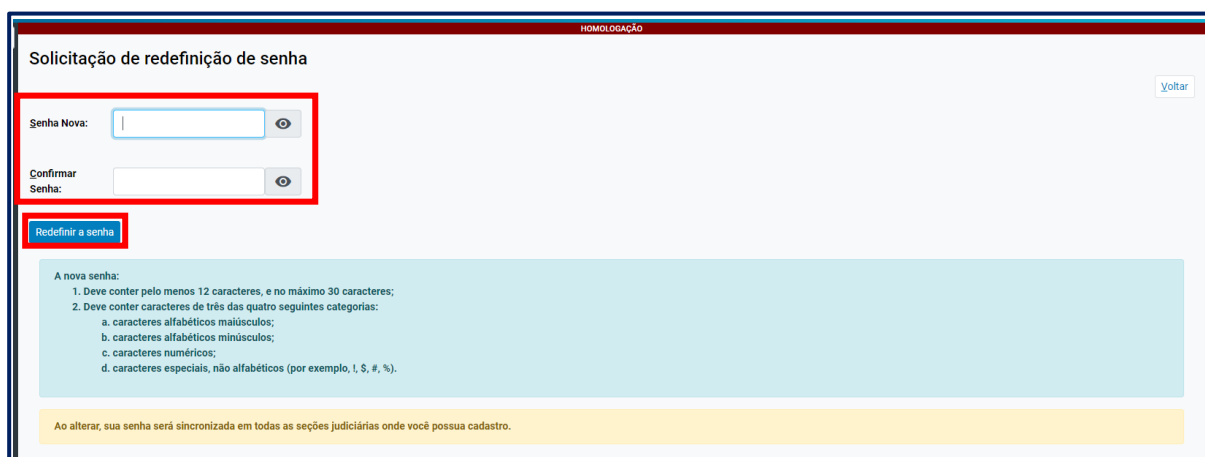 HOMOLOGAÇÃO
Solicitação de redefinição de senha
Voltar
Senha Nova:
Confirmar
Senha:
Redefinir a senha
A nova senha:
1. Deve conter pelo menos 12 caracteres, e no máximo 30 caracteres;
2. Deve conter caracteres de três das quatro seguintes categorias:
a. caracteres alfabéticos maiúsculos;
b. caracteres alfabéticos minúsculos;
c. caracteres numéricos;
d. caracteres especiais, não alfabéticos (por exemplo, !, $, #, %).
Ao alterar, sua senha será sincronizada em todas as seções judiciárias onde você possua cadastro.